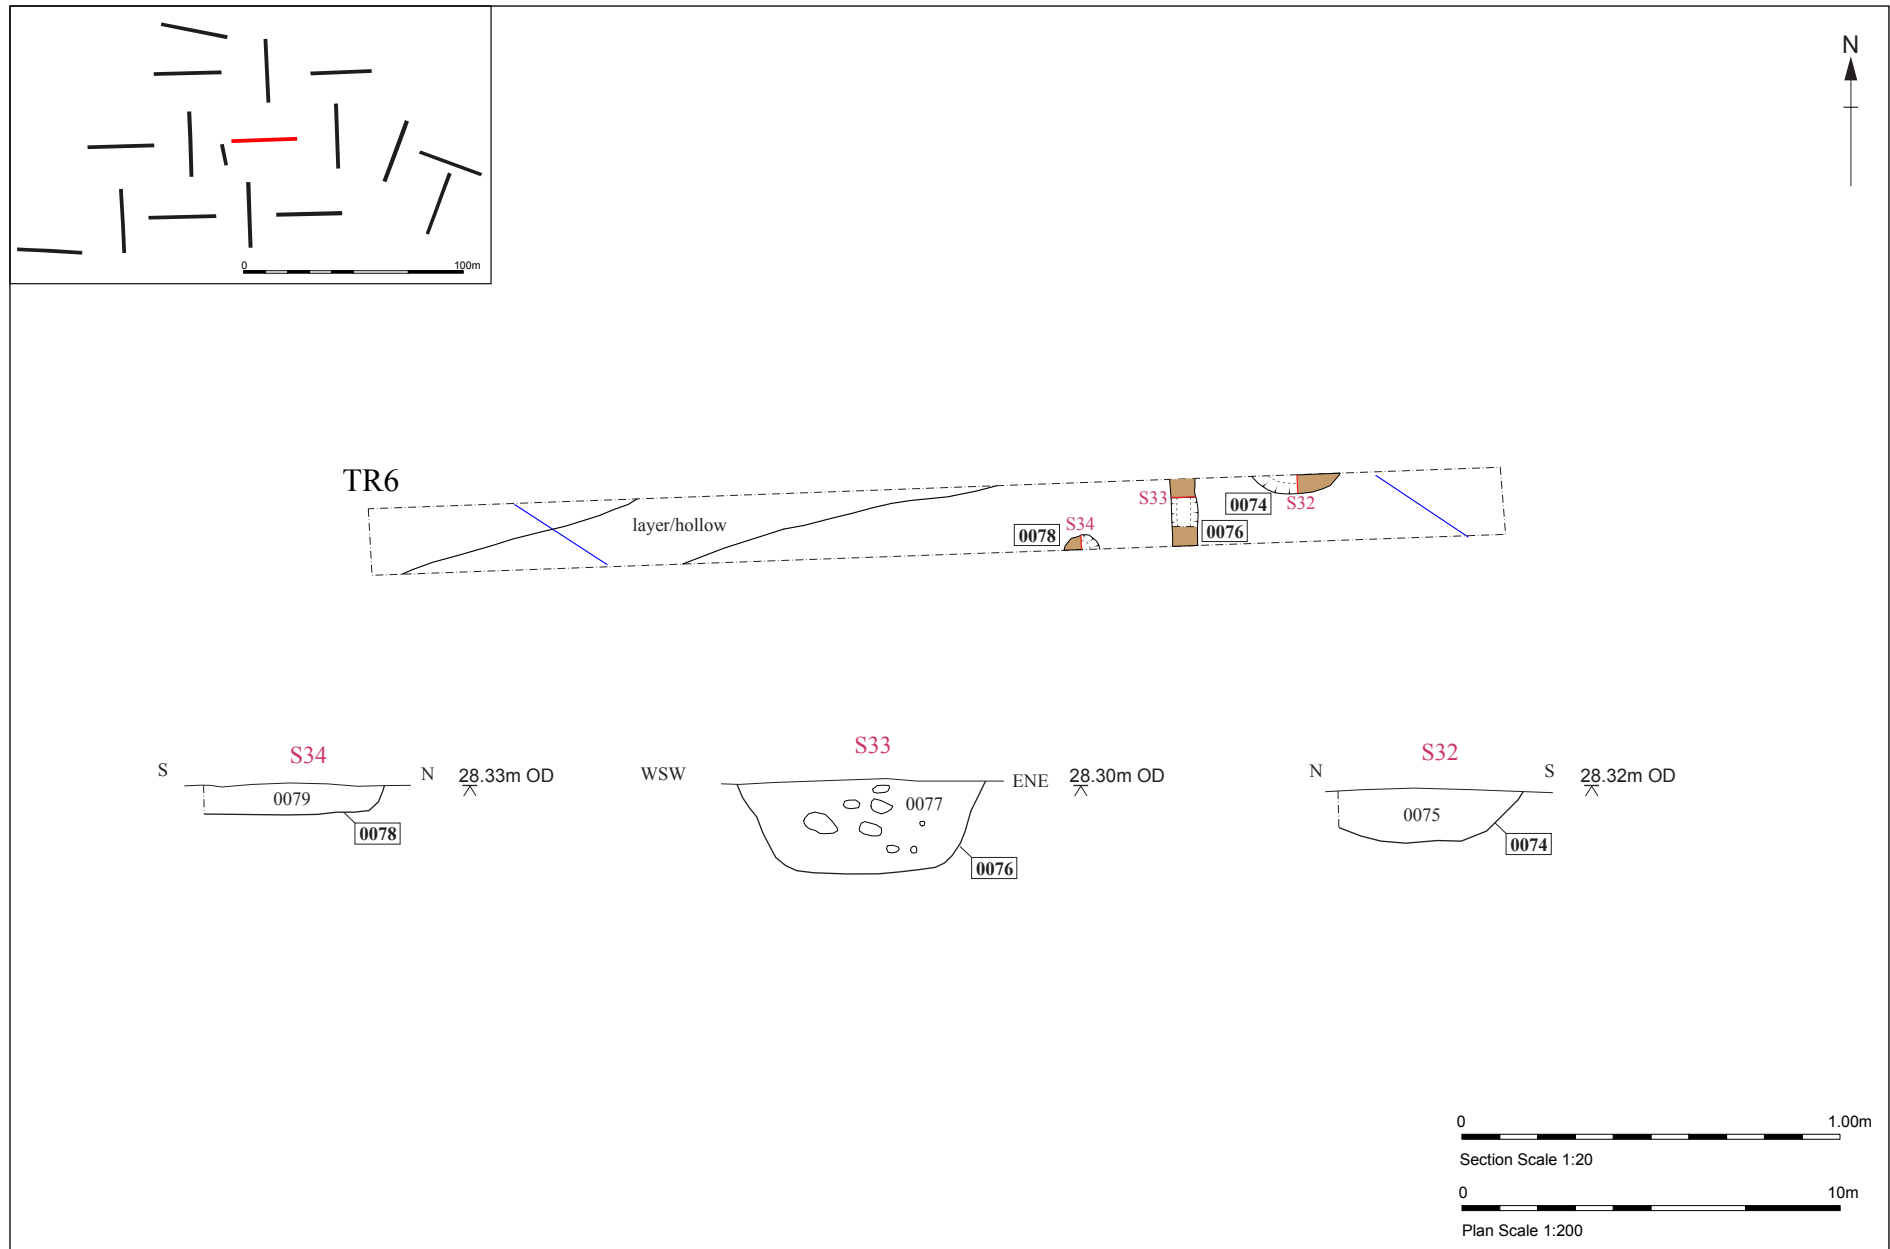 0 100m
N
TR6
layer/hollow
S33
0074
S32
0078
S34
0076
S34
S
N
28.33m OD
0079
0078
S33
WSW
ENE
28.30m OD
0077
0076
S32
N
S
28.32m OD
0075
0074
0 1.00m
Section Scale 1:20
0 10m
Plan Scale 1:200